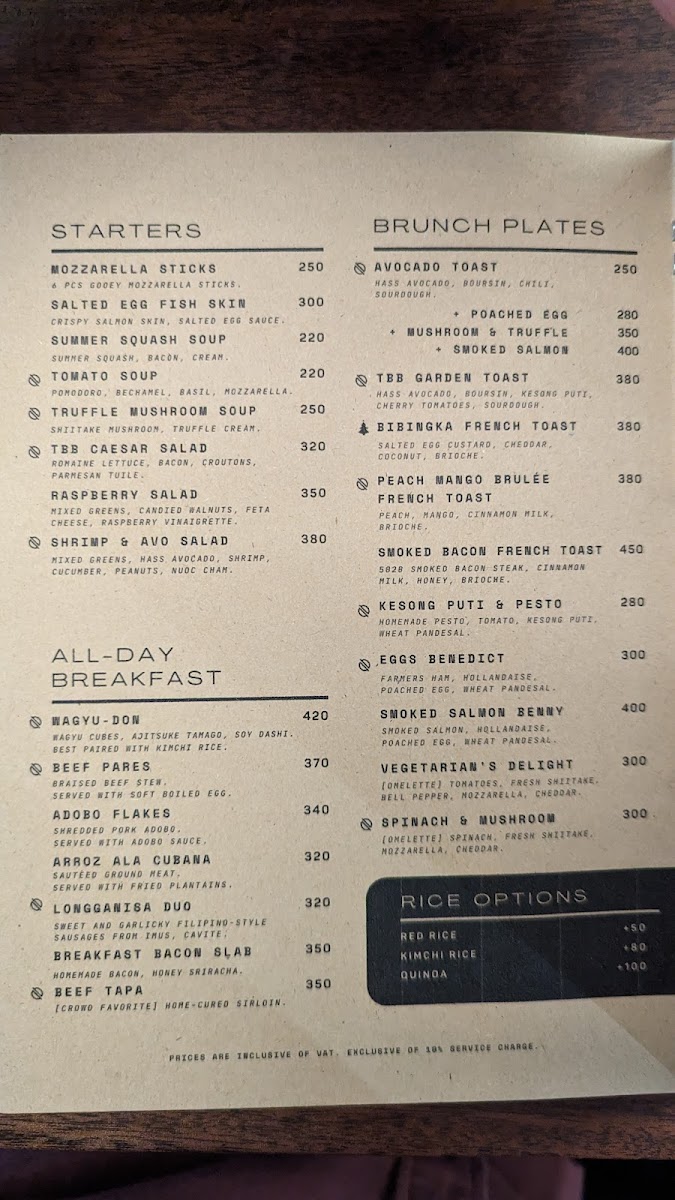 STARTERS
MOZZARELLA STICKS 250
6 PCS GOOEY MOZZARELLA STICKS.
SALTED EGG FISH SKIN 300
CRISPY SALMON SKIN, SALTED EGG SAUCE.
SUMMER SQUASH SOUP 220
SUMMER SQUASH, BACON, CREAM.
TOMATO SOUP 220
POMODORO, BECHAMEL, BASIL, MOZZARELLA.
TRUFFLE MUSHROOM SOUP 250
SHIITAKE MUSHROOM, TRUFFLE CREAM.
TBB CAESAR SALAD 320
ROMAINE LETTUCE, BACON, CROUTONS,
PARMESAN TUILE.
RASPBERRY SALAD 350
MIXED GREENS, CANDIED WALNUTS, FETA
CHEESE, RASPBERRY VINAIGRETTE.
SHRIMP & AVO SALAD 380
MIXED GREENS, HASS AVOCADO, SHRIMP,
CUCUMBER, PEANUTS, NUOC CHAM.
ALL-DAY
BREAKFAST
WAGYU-DON 420
WAGYU CUBES, AJITSUKE TAMAGO, SOY DASHI.
BEST PAIRED WITH KIMCHI RICE.
BEEF PARES 370
BRAISED BEEF STEW.
SERVED WITH SOFT BOILED EGG.
ADOBO FLAKES 340
SHREDDED PORK ADOBO.
SERVED WITH ADOBO SAUCE.
ARROZ ALA CUBANA 320
SAUTÉED GROUND MEAT.
SERVED WITH FRIED PLANTAINS.
LONGGANISA DUO 320
SWEET AND GARLICKY FILIPINO-STYLE
SAUSAGES FROM IMUS, CAVITE.
BREAKFAST BACON SLAB 350
HOMEMADE BACON, HONEY SRIRACHA.
BEEF TAPA 350
[CROWD FAVORITE] HOME-CURED SIRLOIN.
BRUNCH PLATES
AVOCADO TOAST 250
HASS AVOCADO, BOURSIN, CHILI,
SOURDOUGH.
+ POACHED EGG 280
+ MUSHROOM & TRUFFLE 350
+ SMOKED SALMON 400
TBB GARDEN TOAST 380
HASS AVOCADO, BOURSIN, KESONG PUTI,
CHERRY TOMATOES, SOURDOUGH.
BIBINGKA FRENCH TOAST 380
SALTED EGG CUSTARD, CHEDDAR,
COCONUT, BRIOCHE.
PEACH MANGO BRULÉE 380
FRENCH TOAST
PEACH, MANGO, CINNAMON MILK,
BRIOCHE.
SMOKED BACON FRENCH TOAST 450
5028 SMOKED BACON STEAK, CINNAMON
MILK, HONEY, BRIOCHE.
KESONG PUTI & PESTO 280
HOMEMADE PESTO, TOMATO, KESONG PUTI,
WHEAT PANDESAL.
EGGS BENEDICT 300
FARMERS HAM, HOLLANDAISE,
POACHED EGG, WHEAT PANDESAL.
SMOKED SALMON BENNY 400
SMOKED SALMON, HOLLANDAISE,
POACHED EGG, WHEAT PANDESAL.
VEGETARIAN'S DELIGHT 300
[OMELETTE] TOMATOES, FRESH SHIITAKE,
BELL PEPPER, MOZZARELLA, CHEDDAR.
SPINACH & MUSHROOM 300
[OMELETTE] SPINACH, FRESH SHIITAKE,
MOZZARELLA, CHEDDAR.
RICE OPTIONS
RED RICE +50
KIMCHI RICE +80
QUINOA +100
PRICES ARE INCLUSIVE OF VAT. EXCLUSIVE OF 10% SERVICE CHARGE.